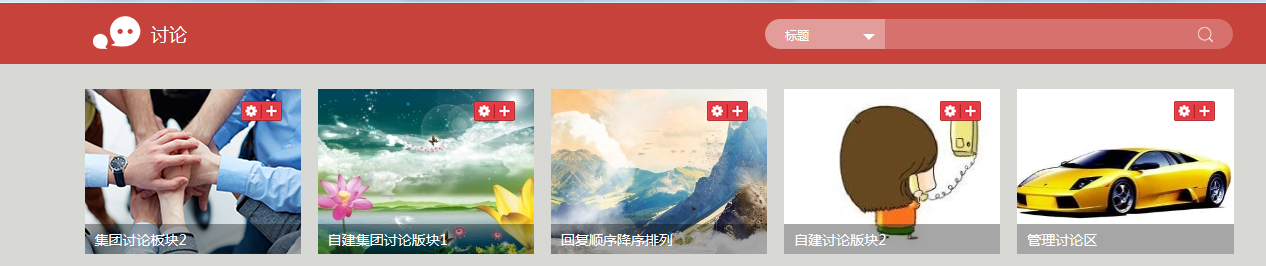 讨论
标题
集团讨论板块2
自建集团讨论版块1
回复顺序降序排列
自建讨论版块2
管理讨论区